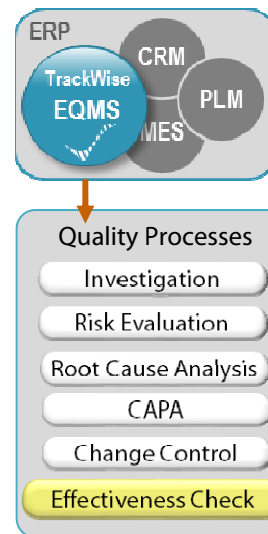 ERP
CRM
TrackWise
EQMS
PLM
MES
Quality Processes
Investigation
Risk Evaluation
Root Cause Analysis
CAPA
Change Control
Effectiveness Check